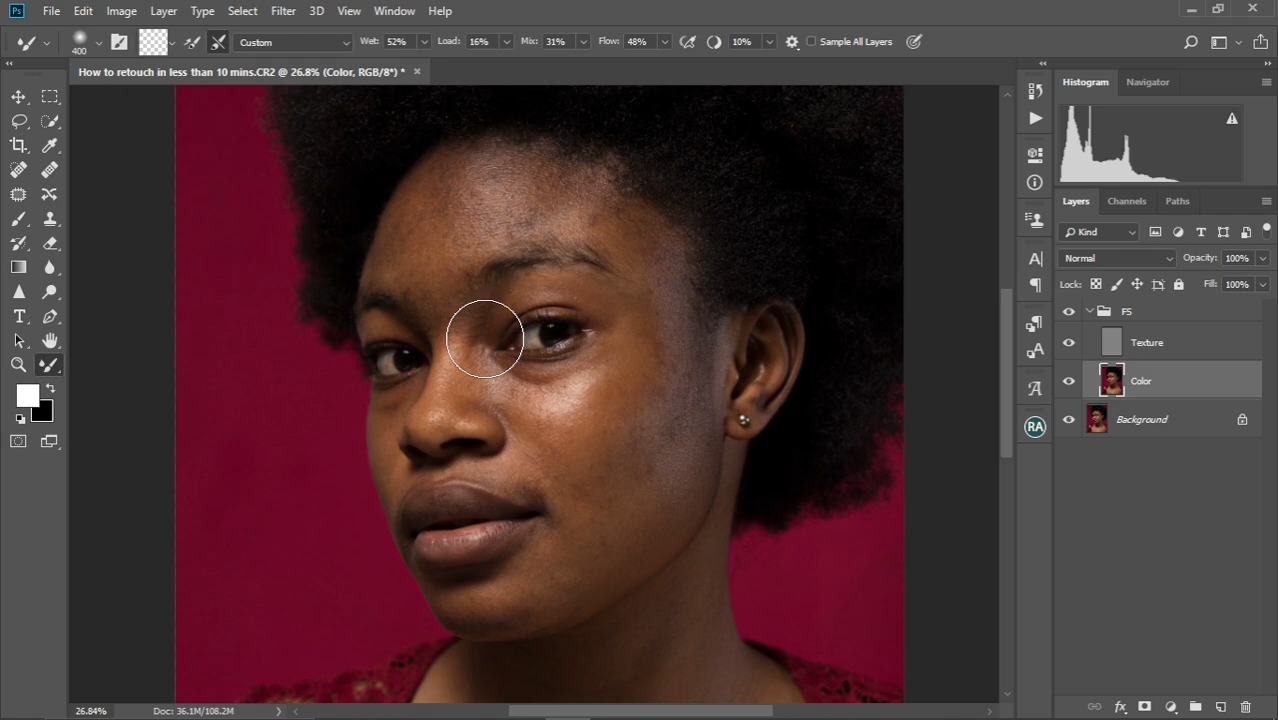 Ps File Edit Image Layer Type Select Filter 3D View Window Help
400 Custom Wet: 52% Load: 16% Mix: 31% Flow: 48% 10% Sample All Layers
How to retouch in less than 10 mins.CR2 @ 26.8% (Color, RGB/8*) *
Histogram Navigator
Layers Channels Paths
Kind
Normal Opacity: 100%
Lock: Fill: 100%
FS
Texture
Color
Background
RA
26.84% Doc: 36.1M/108.2M